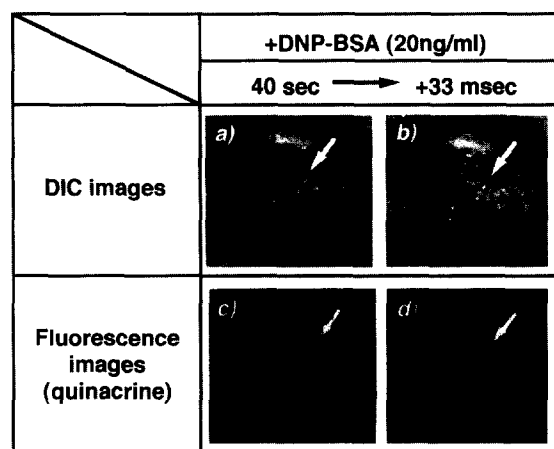 +DNP-BSA (20ng/ml)
40 sec +33 msec
DIC images
a) b)
Fluorescence
images
(quinacrine)
c) d)